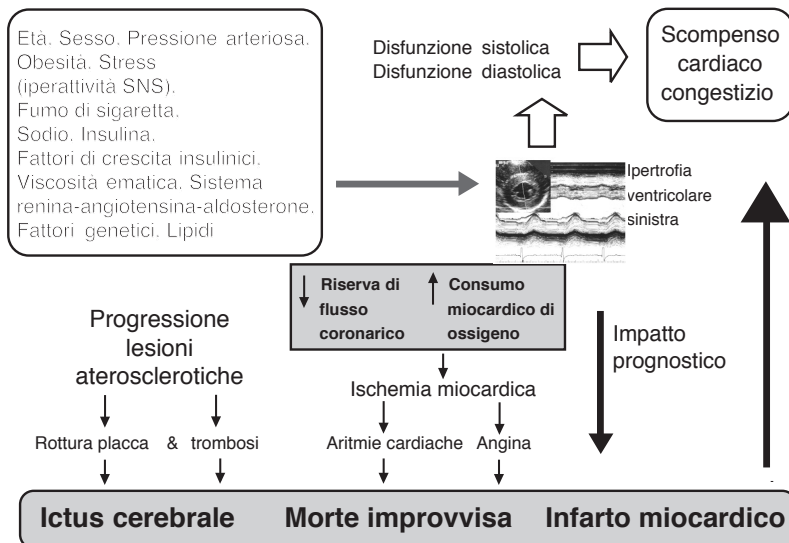 Età. Sesso. Pressione arteriosa.
Obesità. Stress
(iperattività SNS).
Fumo di sigaretta.
Sodio. Insulina.
Fattori di crescita insulinici.
Viscosità ematica. Sistema
renina-angiotensina-aldosterone.
Fattori genetici. Lipidi
Disfunzione sistolica
Disfunzione diastolica
Scompenso
cardiaco
congestizio
Ipertrofia
ventricolare
sinistra
Riserva di
flusso
coronarico
Consumo
miocardico di
ossigeno
Progressione
lesioni
aterosclerotiche
Impatto
prognostico
Ischemia miocardica
Rottura placca & trombosi
Aritmie cardiache Angina
Ictus cerebrale Morte improvvisa Infarto miocardico